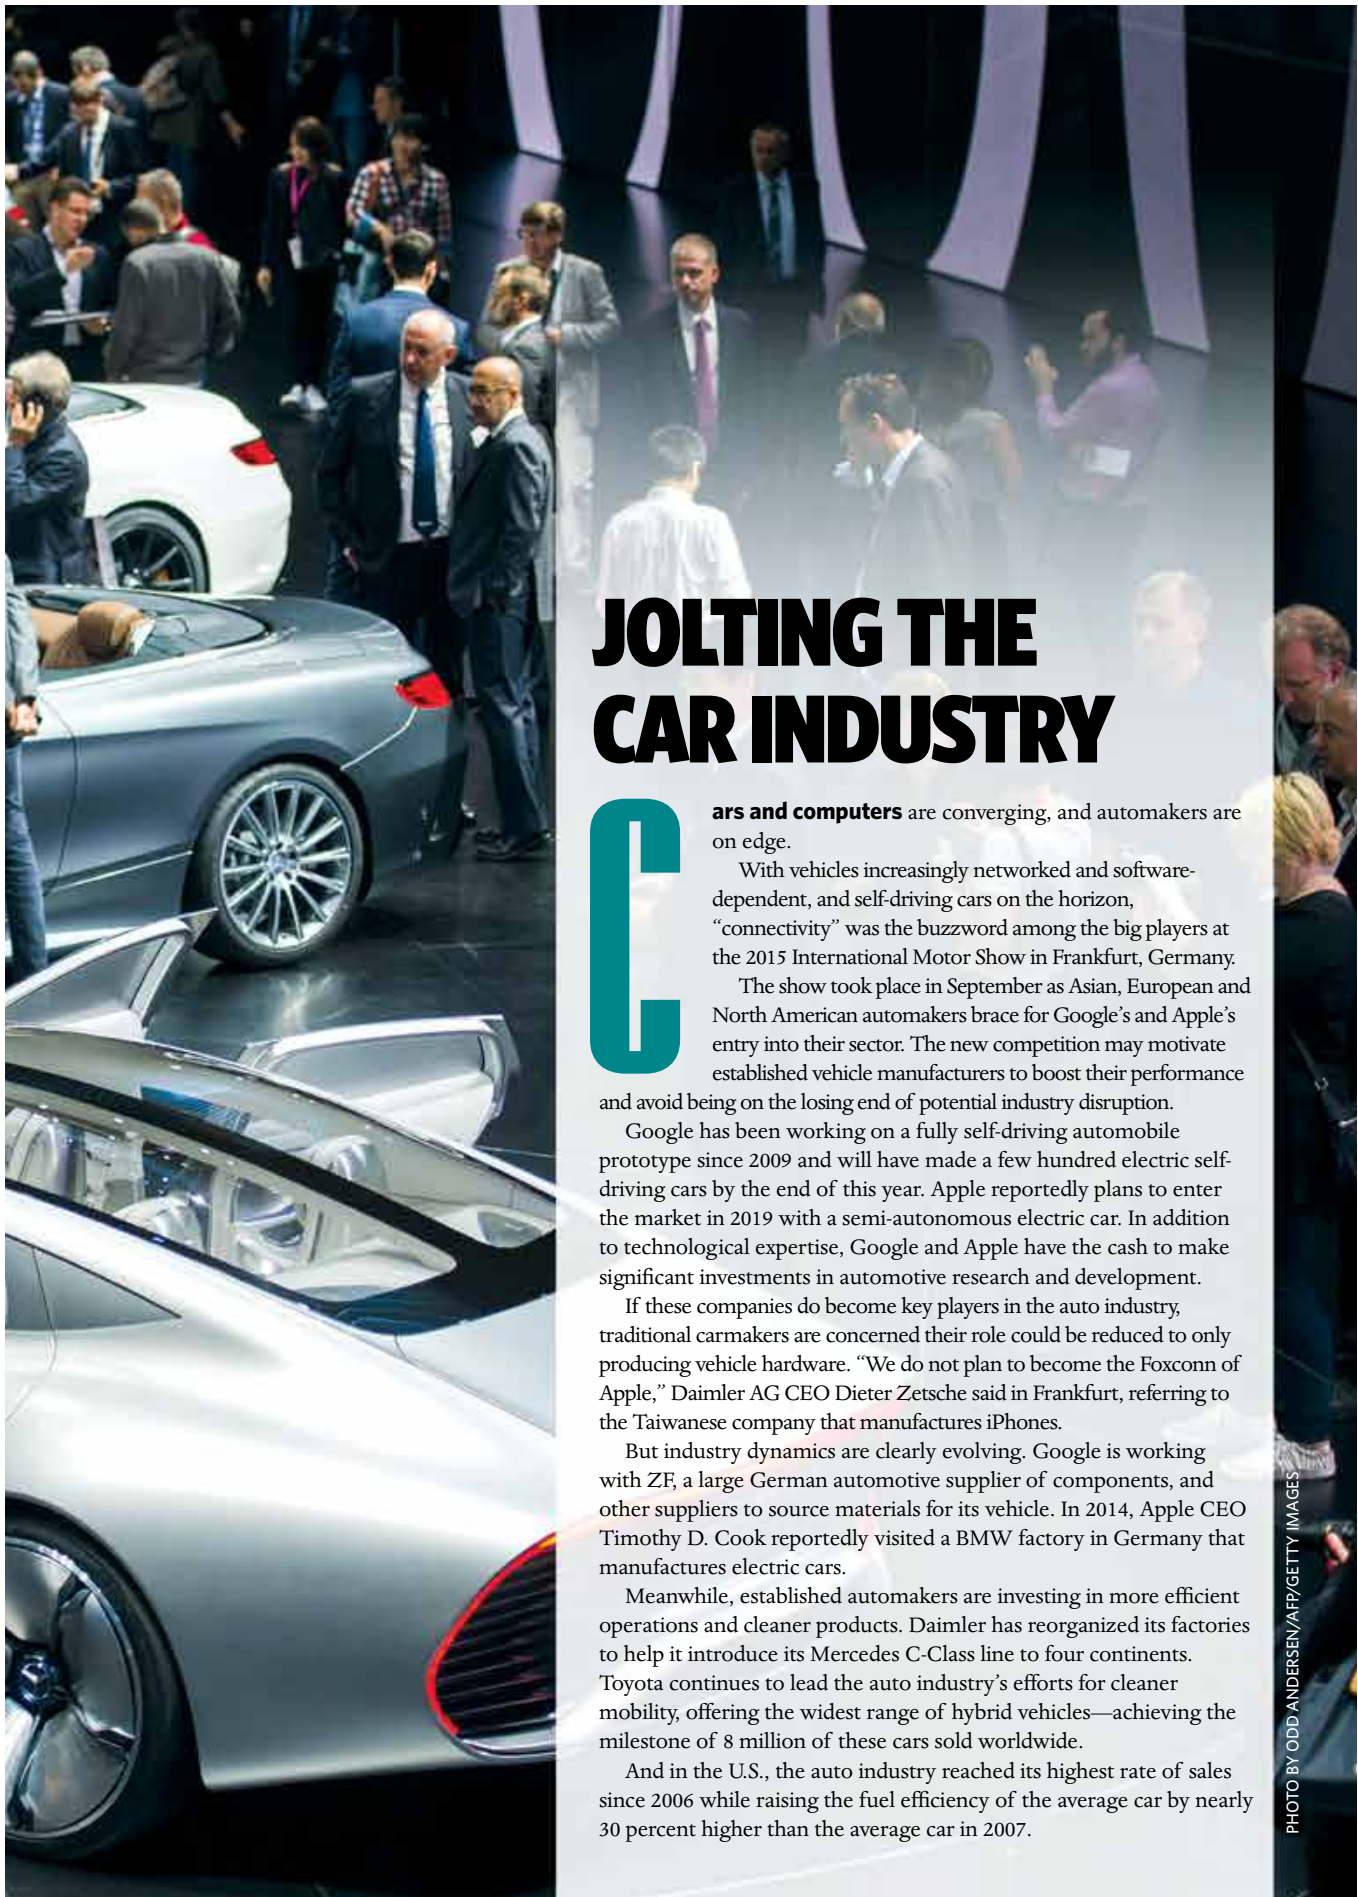 JOLTING THE
CAR INDUSTRY
Cars and computers are converging, and automakers are
on edge.
With vehicles increasingly networked and software-
dependent, and self-driving cars on the horizon,
“connectivity” was the buzzword among the big players at
the 2015 International Motor Show in Frankfurt, Germany.
The show took place in September as Asian, European and
North American automakers brace for Google’s and Apple’s
entry into their sector. The new competition may motivate
established vehicle manufacturers to boost their performance
and avoid being on the losing end of potential industry disruption.
Google has been working on a fully self-driving automobile
prototype since 2009 and will have made a few hundred electric self-
driving cars by the end of this year. Apple reportedly plans to enter
the market in 2019 with a semi-autonomous electric car. In addition
to technological expertise, Google and Apple have the cash to make
significant investments in automotive research and development.
If these companies do become key players in the auto industry,
traditional carmakers are concerned their role could be reduced to only
producing vehicle hardware. “We do not plan to become the Foxconn of
Apple,” Daimler AG CEO Dieter Zetsche said in Frankfurt, referring to
the Taiwanese company that manufactures iPhones.
But industry dynamics are clearly evolving. Google is working
with ZF, a large German automotive supplier of components, and
other suppliers to source materials for its vehicle. In 2014, Apple CEO
Timothy D. Cook reportedly visited a BMW factory in Germany that
manufactures electric cars.
Meanwhile, established automakers are investing in more efficient
operations and cleaner products. Daimler has reorganized its factories
to help it introduce its Mercedes C-Class line to four continents.
Toyota continues to lead the auto industry’s efforts for cleaner
mobility, offering the widest range of hybrid vehicles—achieving the
milestone of 8 million of these cars sold worldwide.
And in the U.S., the auto industry reached its highest rate of sales
since 2006 while raising the fuel efficiency of the average car by nearly
30 percent higher than the average car in 2007.
PHOTO BY ODD ANDERSEN/AFP/GETTY IMAGES